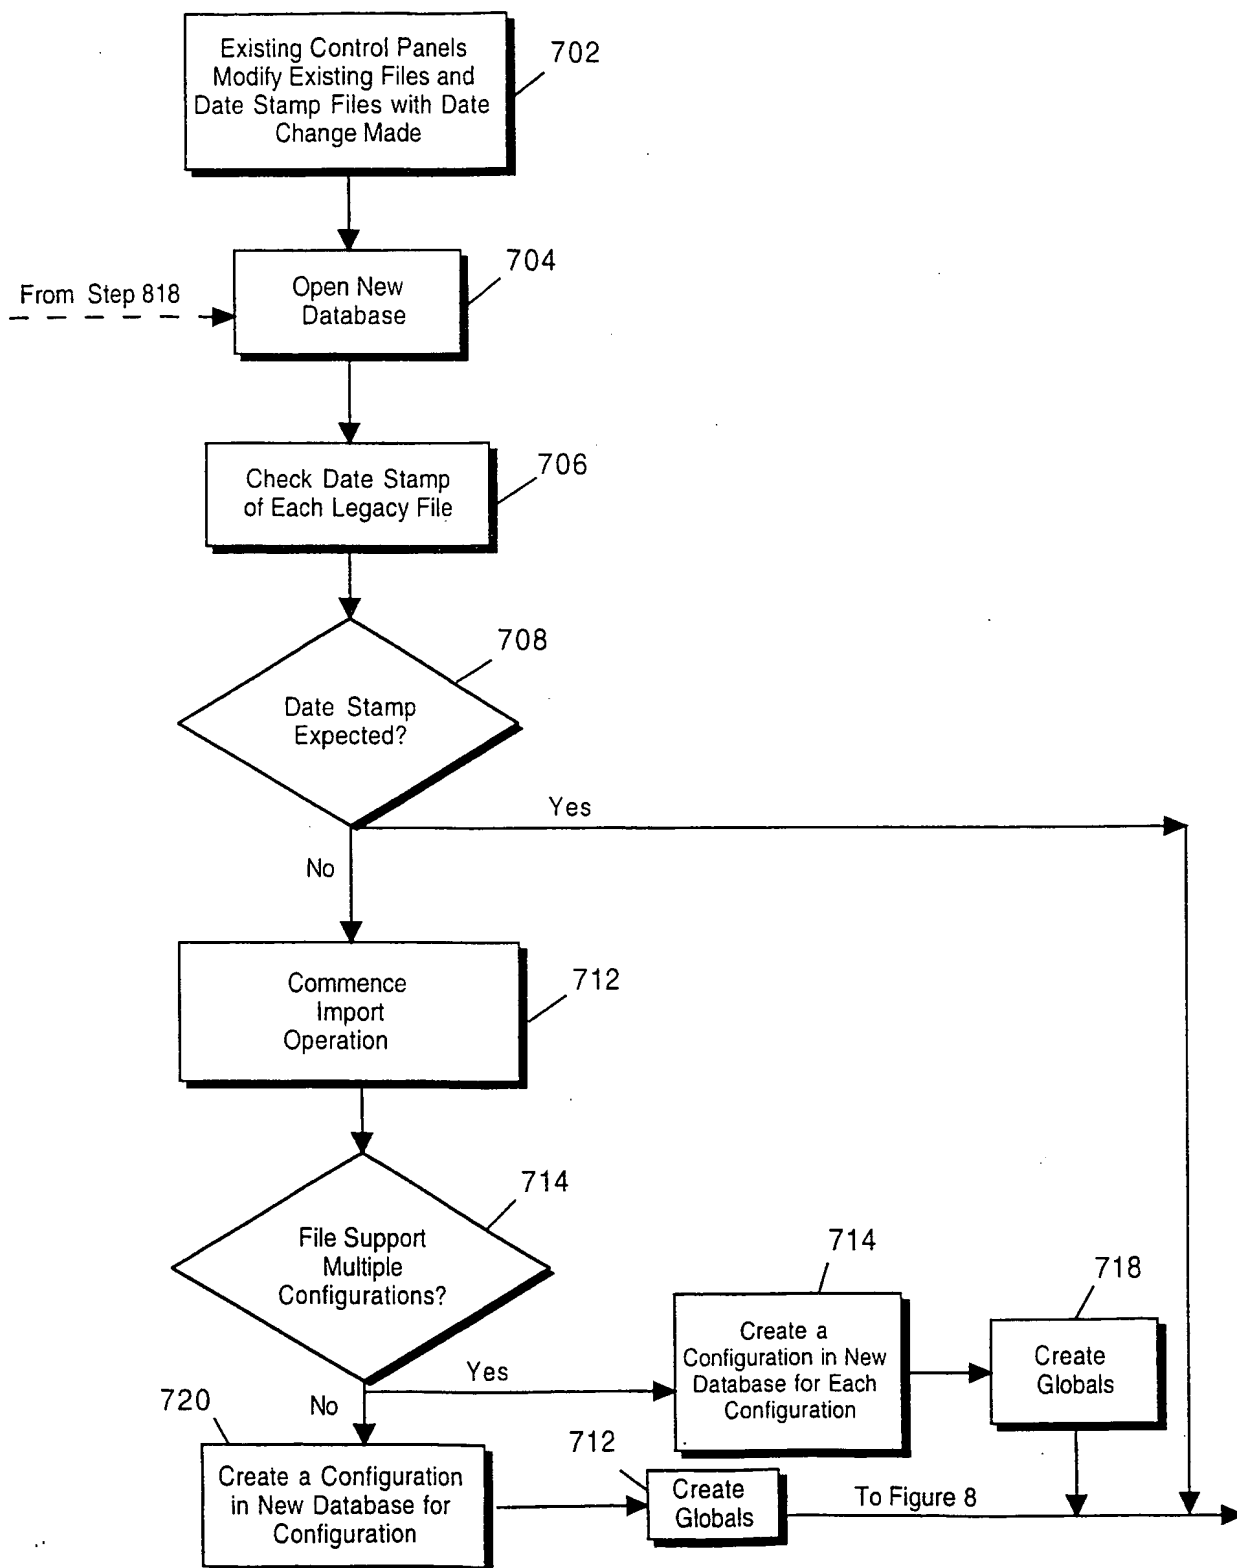 Existing Control Panels
Modify Existing Files and
Date Stamp Files with Date
Change Made
702
From Step 818
Open New
Database
704
Check Date Stamp
of Each Legacy File
706
Date Stamp
Expected?
708
Yes
No
Commence
Import
Operation
712
File Support
Multiple
Configurations?
714
Yes
No
Create a
Configuration in New
Database for Each
Configuration
714
Create
Globals
718
720
Create a Configuration
in New Database for
Configuration
712
Create
Globals
To Figure 8